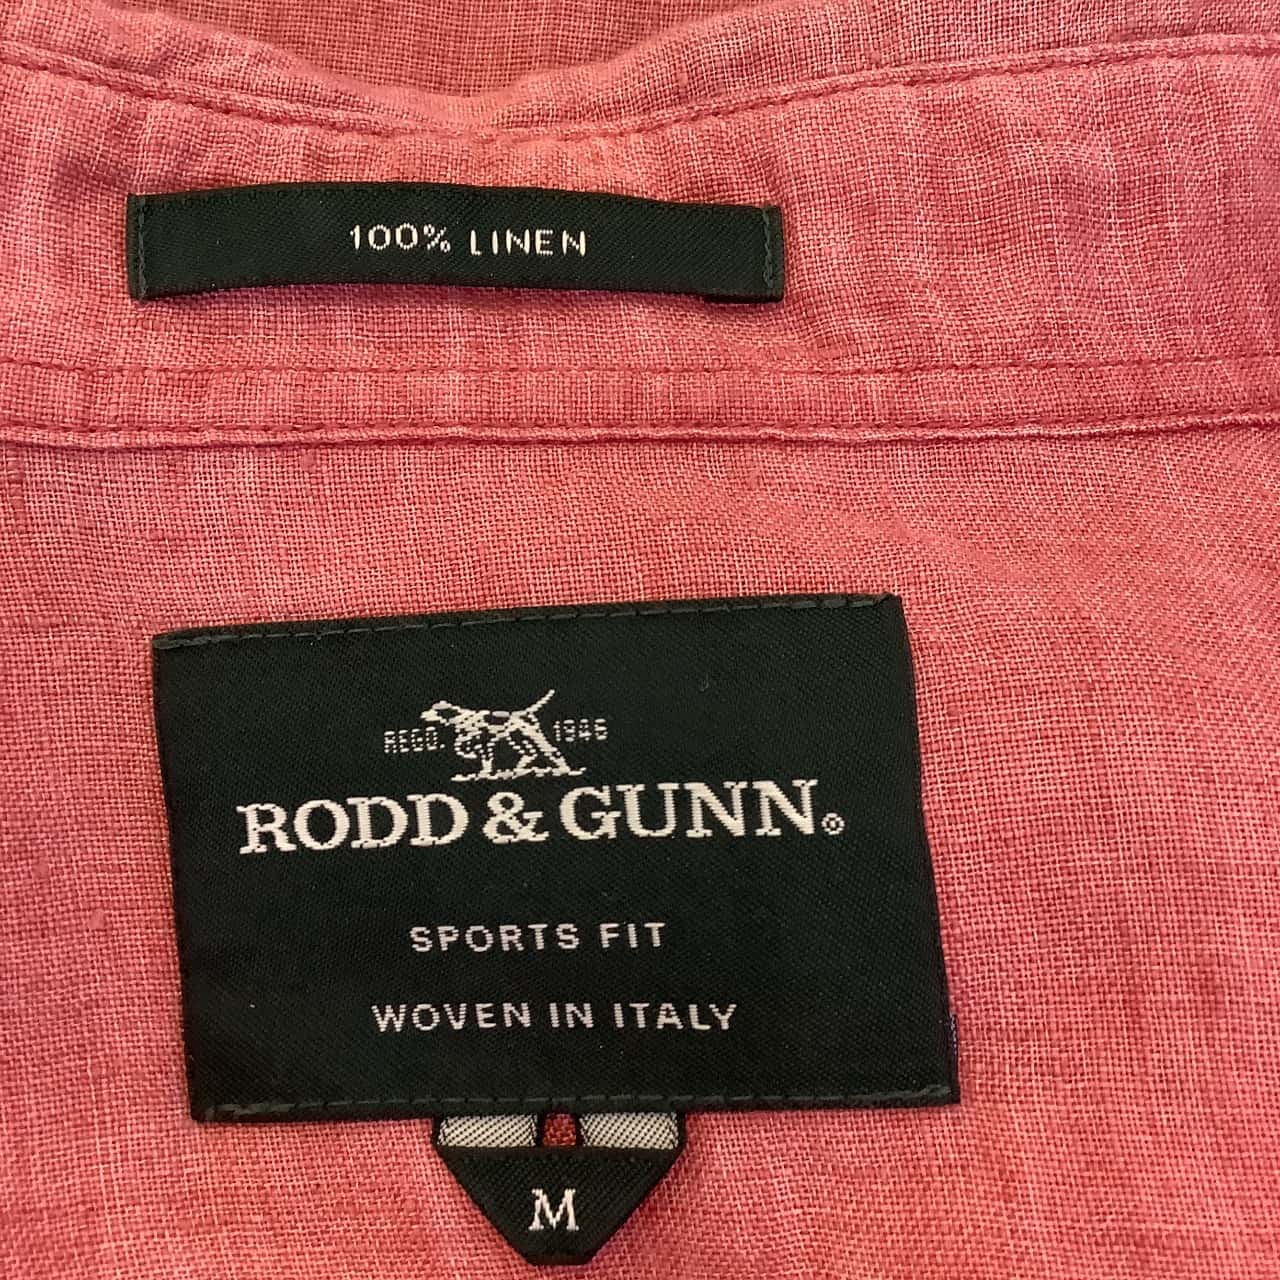 100% LINEN
REGD. 1946
RODD & GUNN®
SPORTS FIT
WOVEN IN ITALY
M